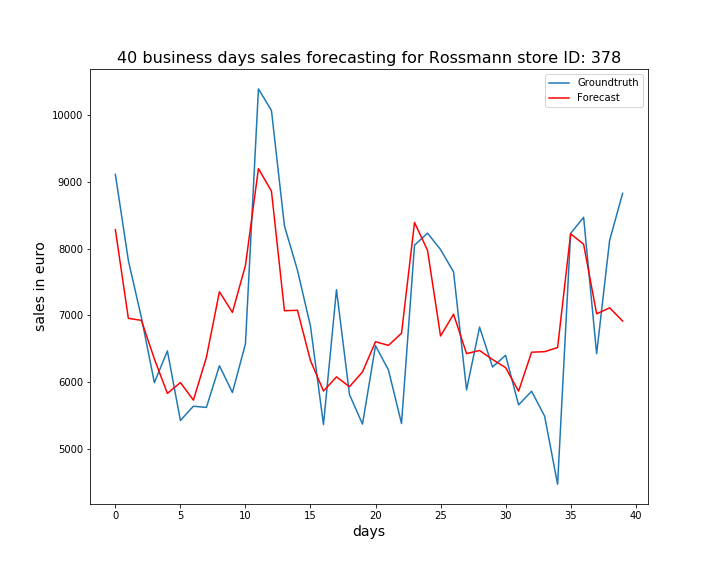 40 business days sales forecasting for Rossmann store ID: 378
Groundtruth
Forecast
sales in euro
10000
9000
8000
7000
6000
5000
0 5 10 15 20 25 30 35 40
days